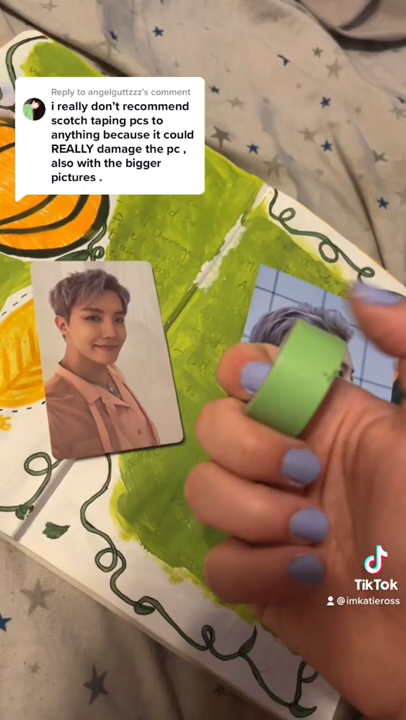 Reply to angelguttzzz's comment
i really don't recommend
scotch taping pcs to
anything because it could
REALLY damage the pc ,
also with the bigger
pictures .
TikTok
@imkatieross